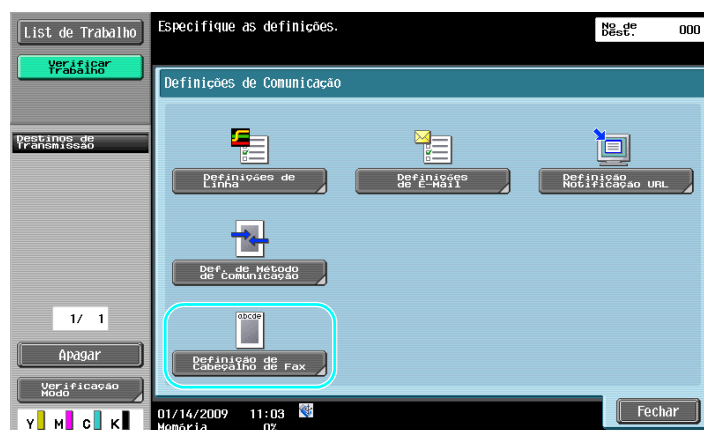 List de Trabalho
Especifique as definições.
Nº de
Dest.
000
Verificar
Trabalho
Definições de Comunicação
Destinos de
Transmissão
Definições de
Linha
Definições
de E-Mail
Definição
Notificação URL
Def. de Método
de Comunicação
abcde
Definição de
Cabeçalho de Fax
1/ 1
Apagar
Verificação
Modo
Y M C K
01/14/2009 11:03
Memória 0%
Fechar